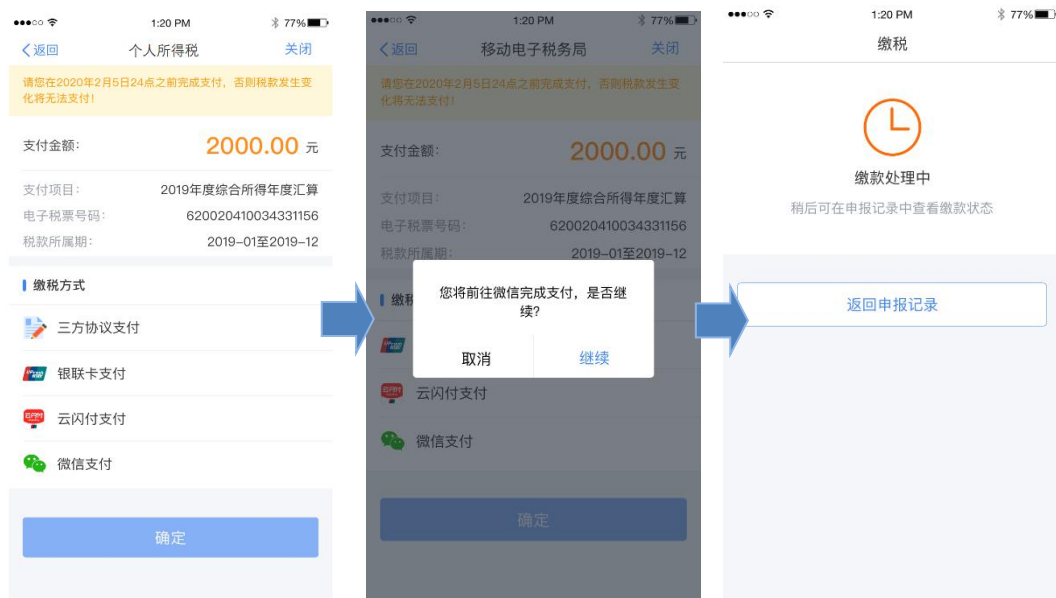 1:20 PM
77%
返回
个人所得税
关闭
请您在2020年2月5日24点之前完成支付，否则税款发生变
化将无法支付！
支付金额：
2000.00 元
支付项目：
2019年度综合所得年度汇算
电子税票号码：
620020410034331156
税款所属期：
2019-01至2019-12
缴税方式
三方协议支付
银联卡支付
云闪付支付
微信支付
确定
1:20 PM
77%
返回
移动电子税务局
关闭
请您在2020年2月5日24点之前完成支付，否则税款发生变
化将无法支付！
支付金额：
2000.00 元
支付项目：
2019年度综合所得年度汇算
电子税票号码：
620020410034331156
税款所属期：
2019-01至2019-12
缴税
您将前往微信完成支付，是否继
续？
取消
继续
云闪付支付
微信支付
确定
1:20 PM
77%
缴税
缴款处理中
稍后可在申报记录中查看缴款状态
返回申报记录